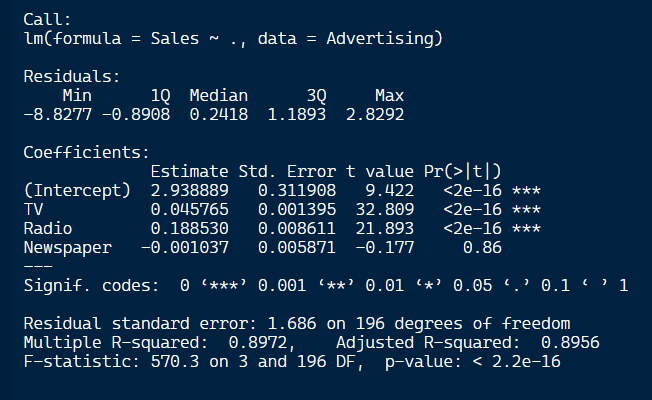 Call:
lm(formula = Sales ~ ., data = Advertising)
Residuals:
    Min      1Q  Median      3Q     Max
-8.8277 -0.8908  0.2418  1.1893  2.8292
Coefficients:
             Estimate Std. Error t value Pr(>|t|)
(Intercept)  2.938889   0.311908   9.422   <2e-16 ***
TV           0.045765   0.001395  32.809   <2e-16 ***
Radio        0.188530   0.008611  21.893   <2e-16 ***
Newspaper   -0.001037   0.005871  -0.177     0.86
---
Signif. codes:  0 ‘***’ 0.001 ‘**’ 0.01 ‘*’ 0.05 ‘.’ 0.1 ‘ ’ 1
Residual standard error: 1.686 on 196 degrees of freedom
Multiple R-squared:  0.8972,    Adjusted R-squared:  0.8956
F-statistic: 570.3 on 3 and 196 DF,  p-value: < 2.2e-16